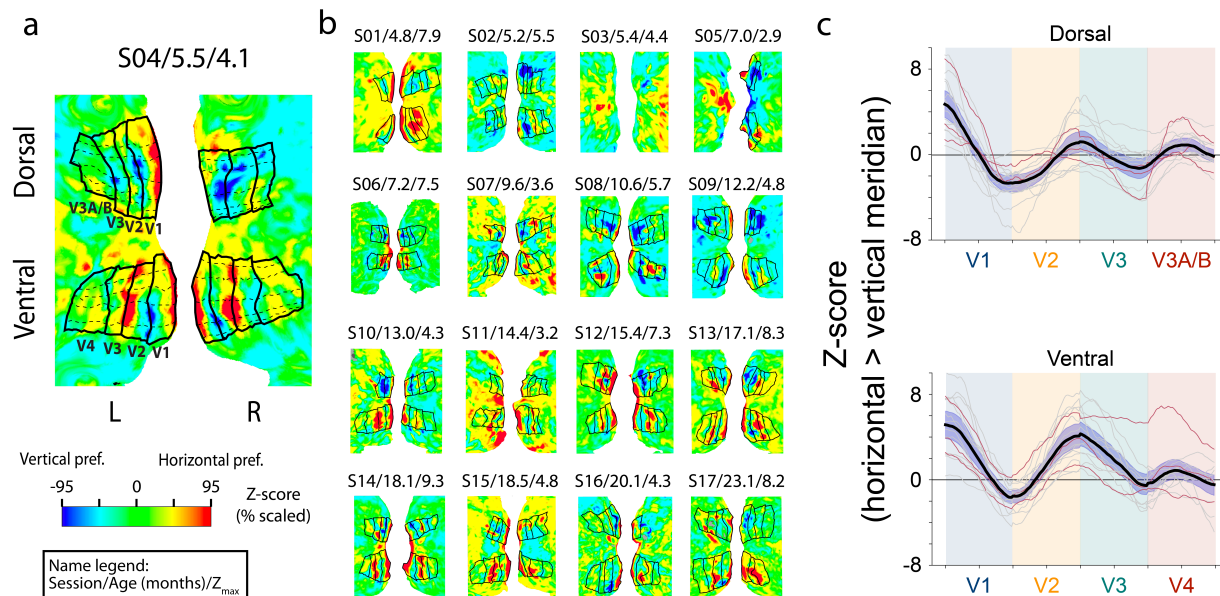 a
S04/5.5/4.1
Dorsal
V3A/B
V3
V2
V1
Ventral
V4
V3
V2
V1
L
R
Vertical pref.
Horizontal pref.
-95
0
95
Z-score
(% scaled)
Name legend:
Session/Age (months)/Zmax
b
S01/4.8/7.9
S02/5.2/5.5
S03/5.4/4.4
S05/7.0/2.9
S06/7.2/7.5
S07/9.6/3.6
S08/10.6/5.7
S09/12.2/4.8
S10/13.0/4.3
S11/14.4/3.2
S12/15.4/7.3
S13/17.1/8.3
S14/18.1/9.3
S15/18.5/4.8
S16/20.1/4.3
S17/23.1/8.2
c
Z-score
(horizontal > vertical meridian)
Dorsal
8
0
-8
V1
V2
V3
V3A/B
Ventral
8
0
-8
V1
V2
V3
V4